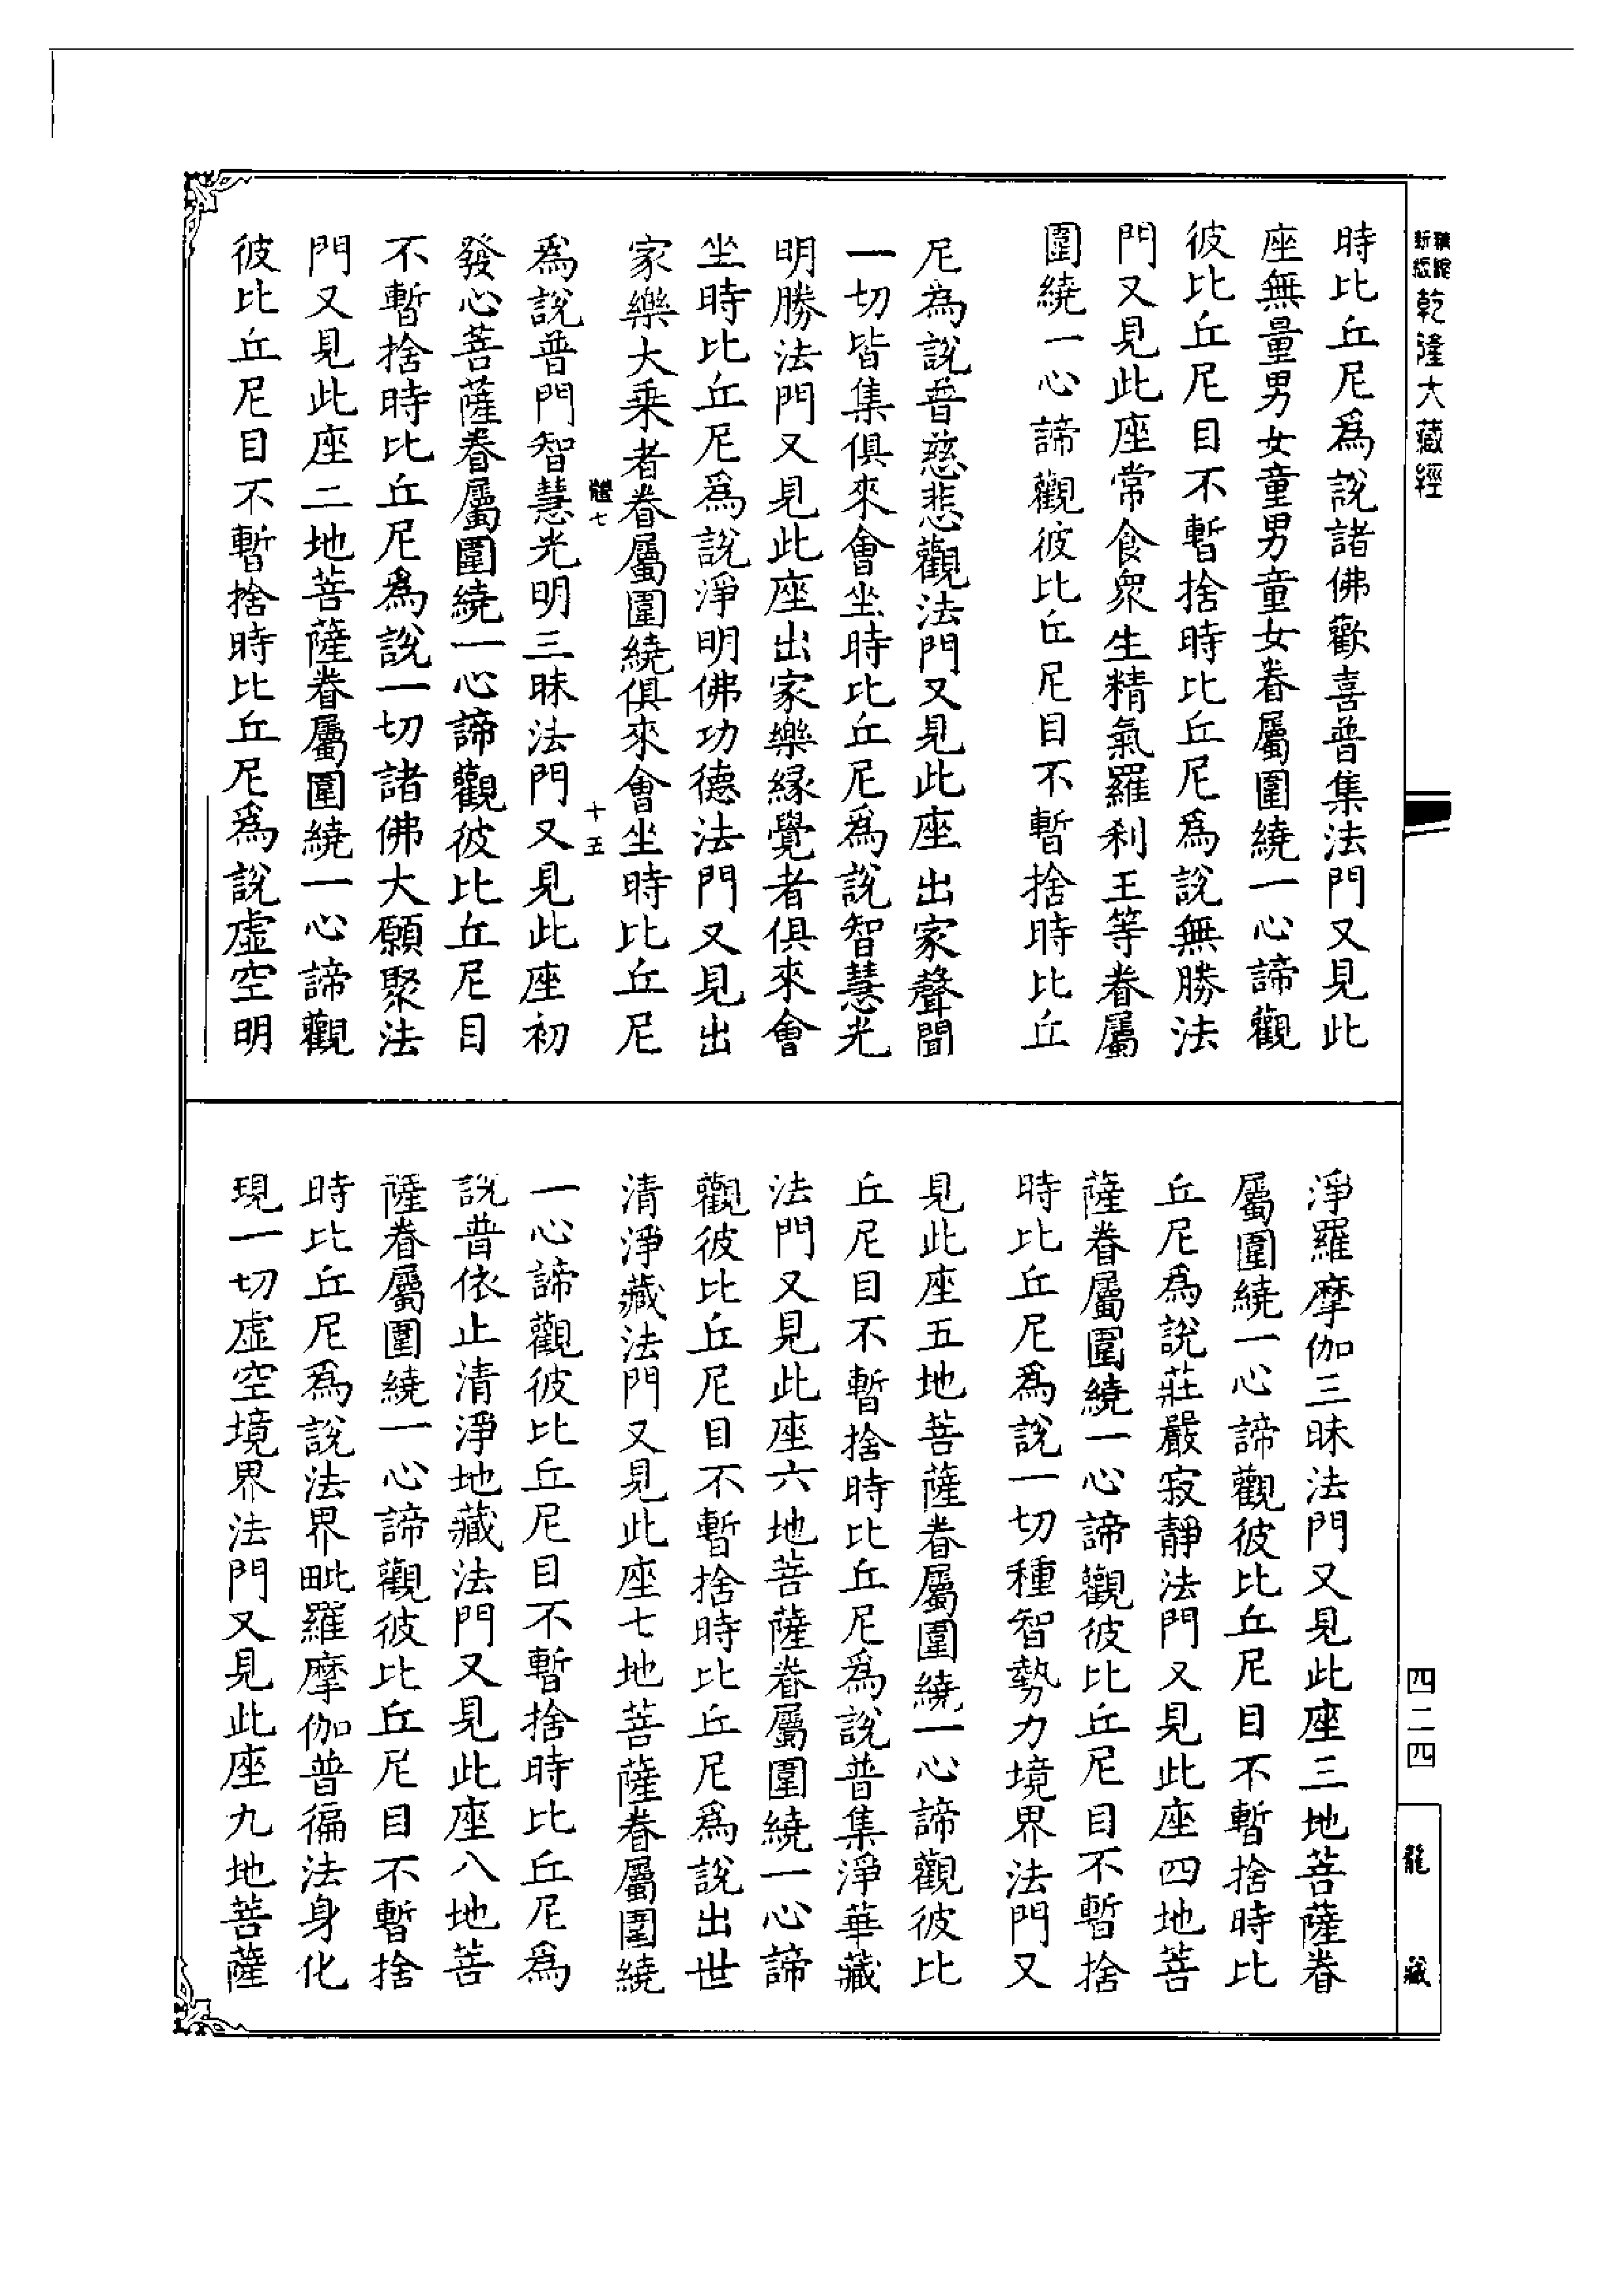 新縮
版編
乾隆大藏經
時比丘尼為說諸佛歡喜普集法門又見此
座無量男女童男童女眷屬圍繞一心諦觀
彼比丘尼目不暫捨時比丘尼為說無勝法
門又見此座常食眾生精氣羅利王等眷屬
圍繞一心諦觀彼比丘尼目不暫捨時比丘
尼為說普慈悲觀法門又見此座出家聲聞
一切皆集俱來會坐時比丘尼為說智慧光
明勝法門又見此座出家樂緣覺者俱來會
坐時比丘尼為說淨明佛功德法門又見出
家樂大乘者眷屬圍繞俱來會坐時比丘尼
體七
十五
為說普門智慧光明三昧法門又見此座初
發心菩薩眷屬圍繞一心諦觀彼比丘尼目
不暫捨時比丘尼為說一切諸佛大願聚法
門又見此座二地菩薩眷屬圍繞一心諦觀
彼比丘尼目不暫捨時比丘尼為說虛空明
淨羅摩伽三昧法門又見此座三地菩薩眷
屬圍繞一心諦觀彼比丘尼目不暫捨時比
丘尼為說莊嚴寂靜法門又見此座四地菩
薩眷屬圍繞一心諦觀彼比丘尼目不暫捨
時比丘尼為說一切種智勢力境界法門又
見此座五地菩薩眷屬圍繞一心諦觀彼比
丘尼目不暫捨時比丘尼為說普集淨華藏
法門又見此座六地菩薩眷屬圍繞一心諦
觀彼比丘尼目不暫捨時比丘尼為說出世
清淨藏法門又見此座七地菩薩眷屬圍繞
一心諦觀彼比丘尼目不暫捨時比丘尼為
說普依止清淨地藏法門又見此座八地菩
薩眷屬圍繞一心諦觀彼比丘尼目不暫捨
時比丘尼為說法界毗羅摩伽普徧法身化
現一切虛空境界法門又見此座九地菩薩
四二四
龍藏